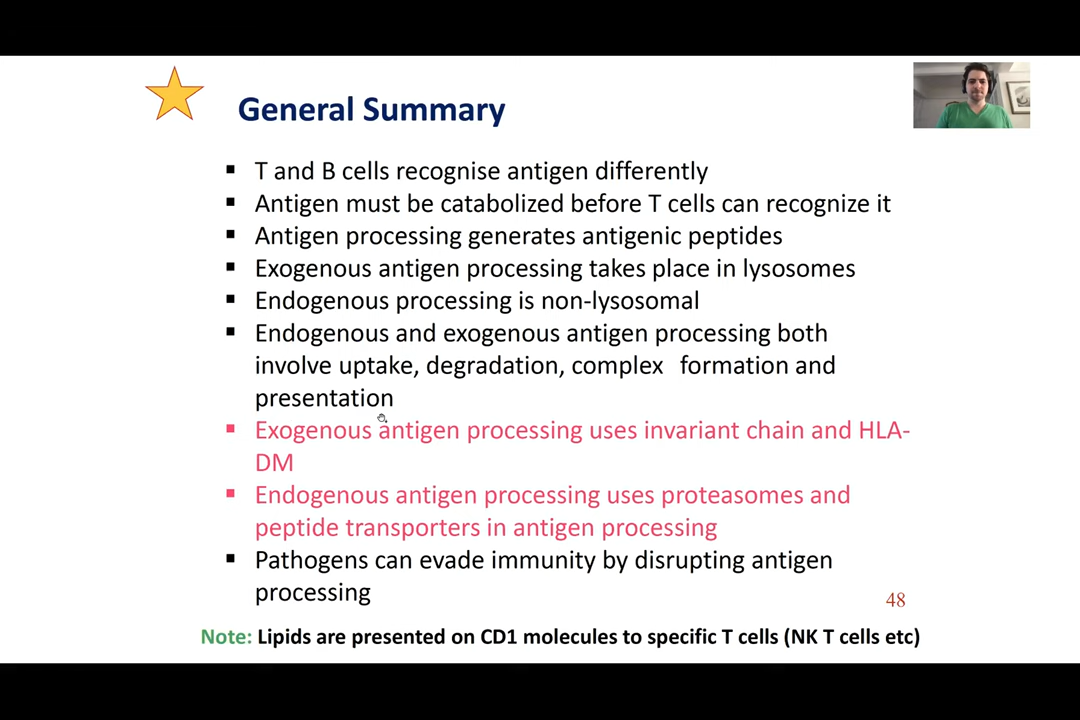 General Summary
▪ T and B cells recognise antigen differently
▪ Antigen must be catabolized before T cells can recognize it
▪ Antigen processing generates antigenic peptides
▪ Exogenous antigen processing takes place in lysosomes
▪ Endogenous processing is non-lysosomal
▪ Endogenous and exogenous antigen processing both
involve uptake, degradation, complex formation and
presentation
▪ Exogenous antigen processing uses invariant chain and HLA-
DM
▪ Endogenous antigen processing uses proteasomes and
peptide transporters in antigen processing
▪ Pathogens can evade immunity by disrupting antigen
processing
48
Note: Lipids are presented on CD1 molecules to specific T cells (NK T cells etc)